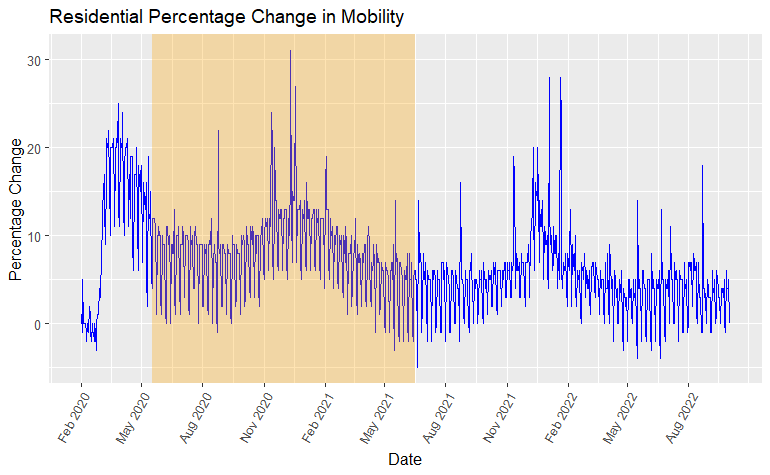 Residential Percentage Change in Mobility
Percentage Change
30
20
10
0
Feb 2020
May 2020
Aug 2020
Nov 2020
Feb 2021
May 2021
Aug 2021
Nov 2021
Feb 2022
May 2022
Aug 2022
Date